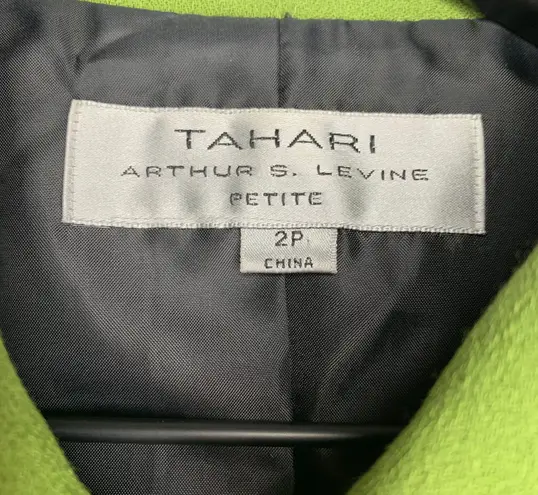 TAHARI
ARTHUR S. LEVINE
PETITE
2P
CHINA